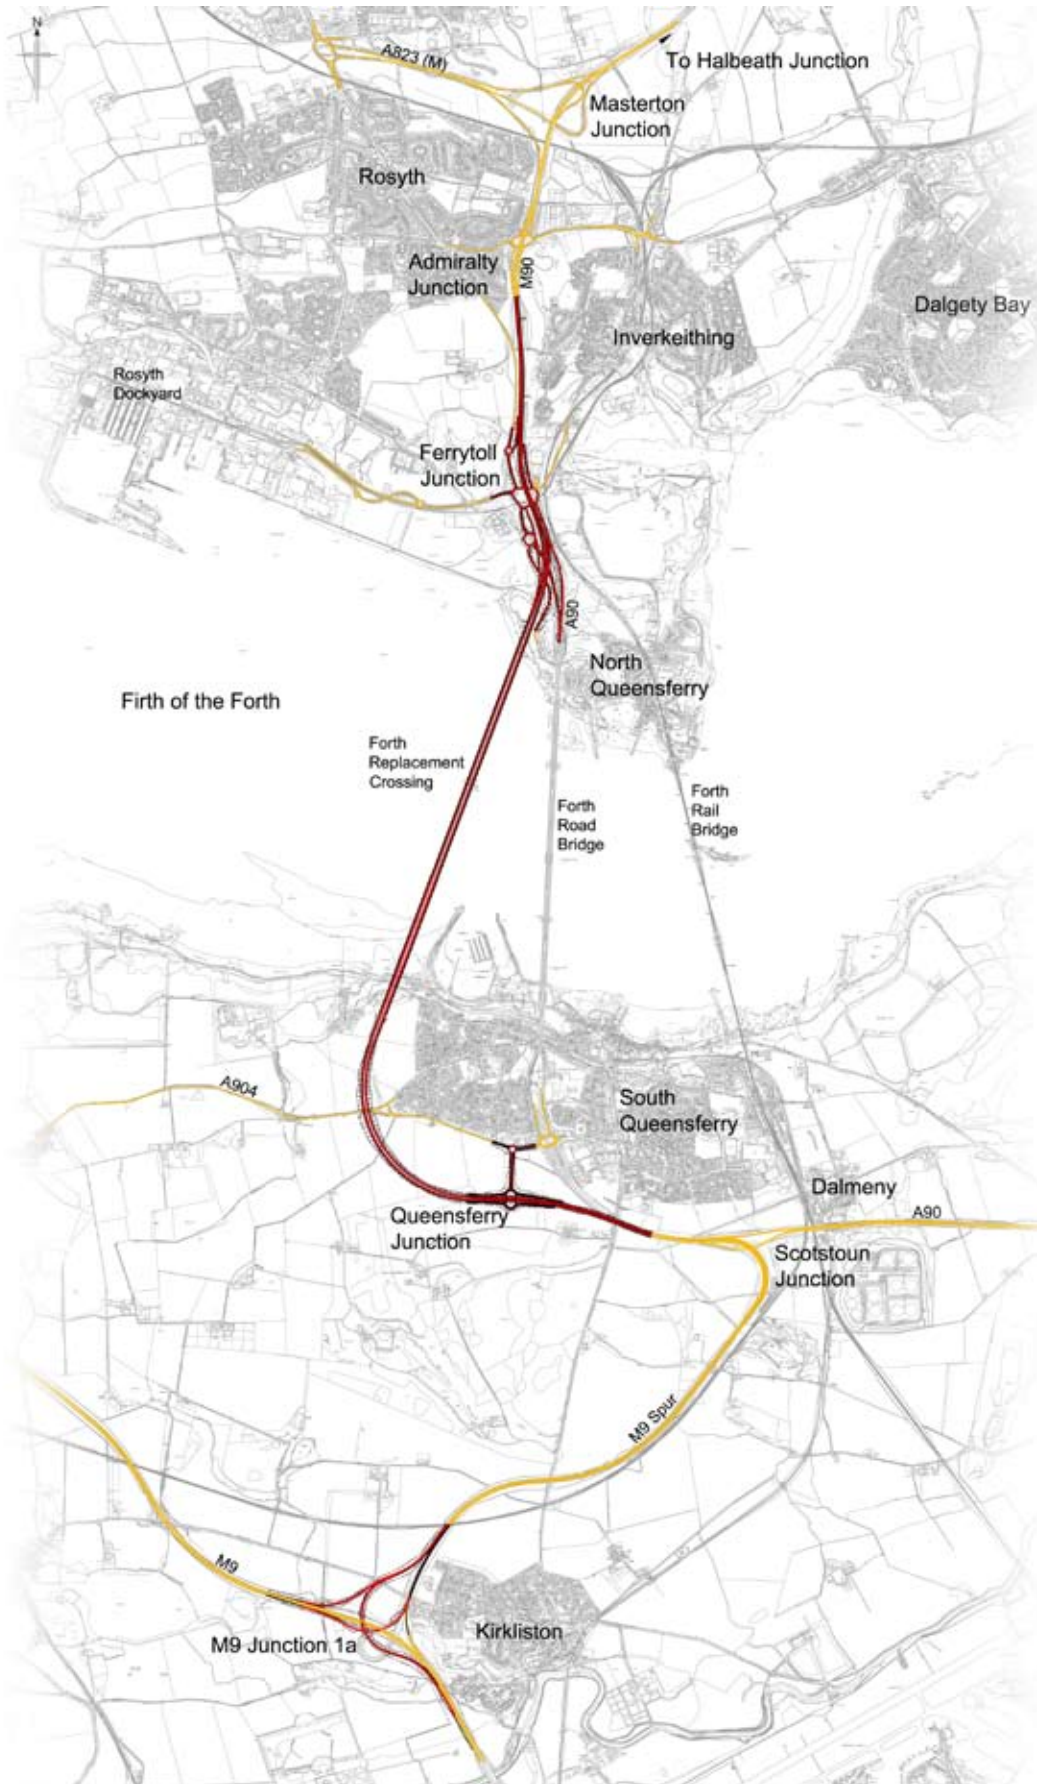 N
A823 (M)
To Halbeath Junction
Masterton
Junction
Rosyth
Admiralty
Junction
M90
Dalgety Bay
Inverkeithing
Rosyth
Dockyard
Ferrytoll
Junction
A90
North
Queensferry
Firth of the Forth
Forth
Replacement
Crossing
Forth
Road
Bridge
Forth
Rail
Bridge
A904
South
Queensferry
Dalmeny
A90
Queensferry
Junction
Scotstoun
Junction
M9 Spur
M9
M9 Junction 1a
Kirkliston